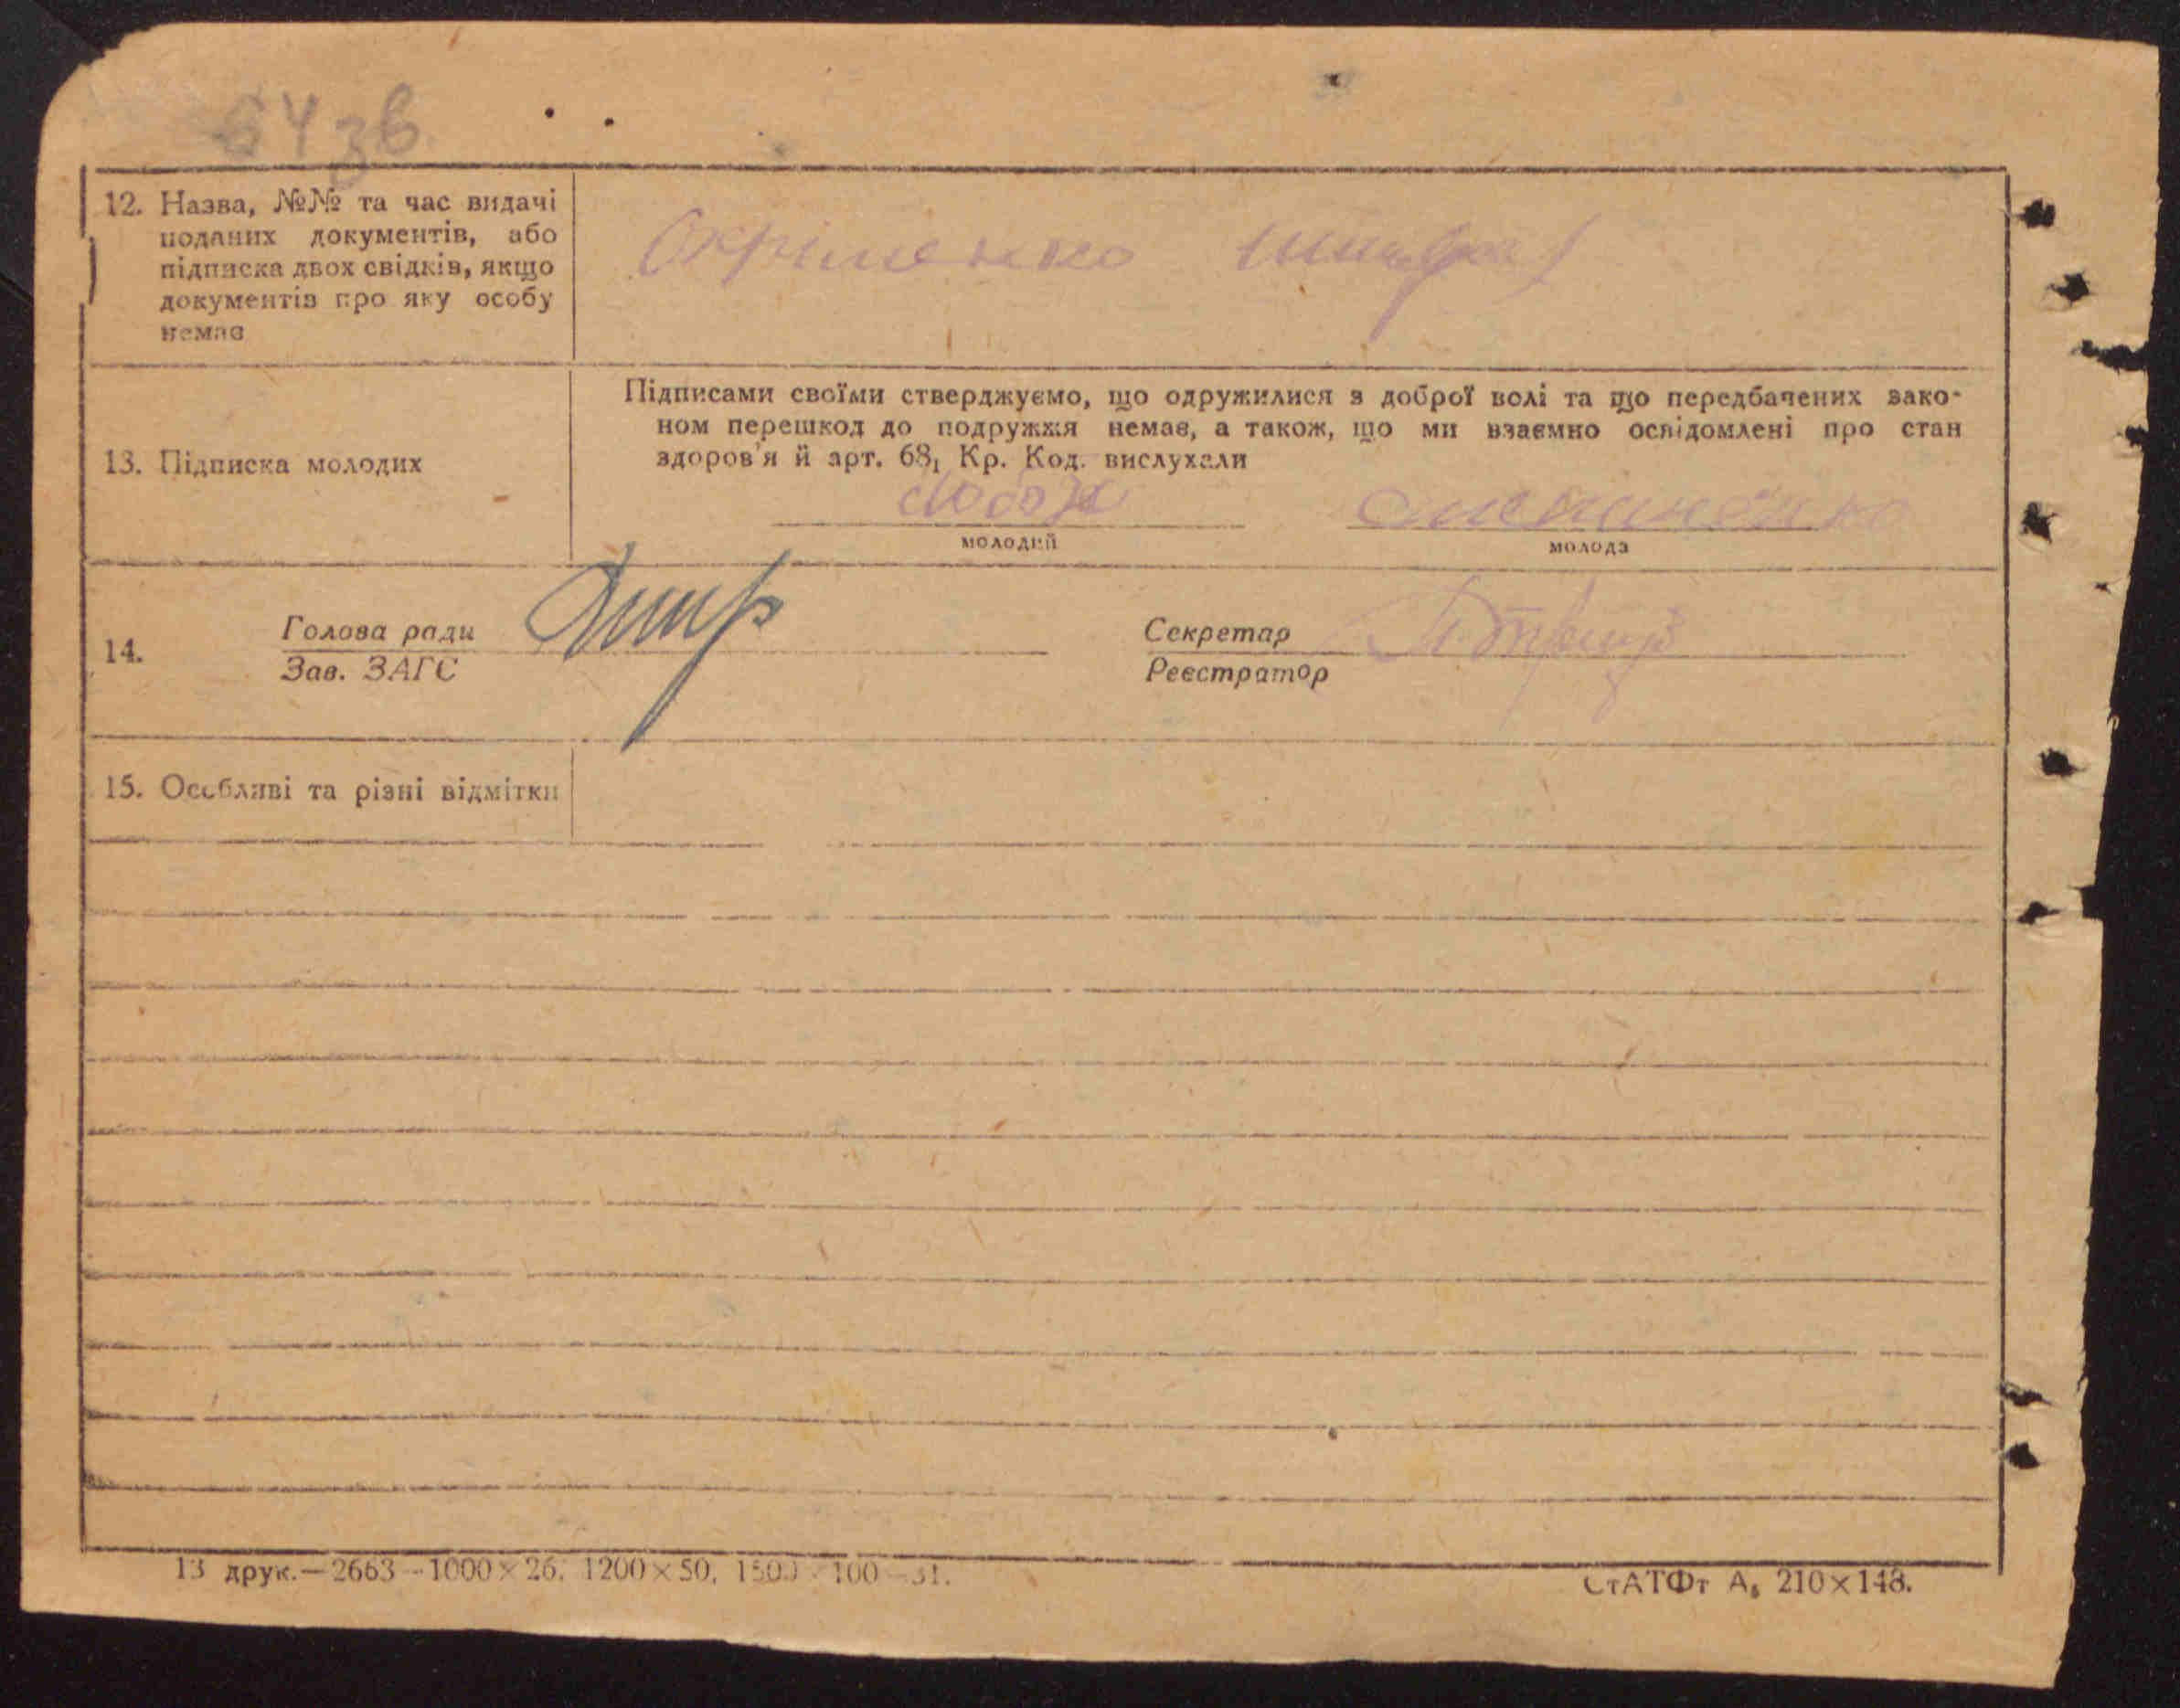 64 зв
12. Назва, №№ та час видачі
поданих документів, або
підписка двох свідків, якщо
документів про яку особу
немає
Охріменко
Підписами своїми стверджуємо, що одружилися з доброї волі та що передбачених зако-
ном перешкод до подружжя немає, а також, що ми взаємно освідомлені про стан
здоров'я й арт. 68₁ Кр. Код. вислухали
13. Підписка молодих
молодий
молода
14.
Голова ради
Зав. ЗАГС
Секретар
Реєстратор
15. Особливі та різні відмітки
13 друк.—2663—1000×26, 1200×50, 1500×100—31.
СтАТФт А₅ 210×148.